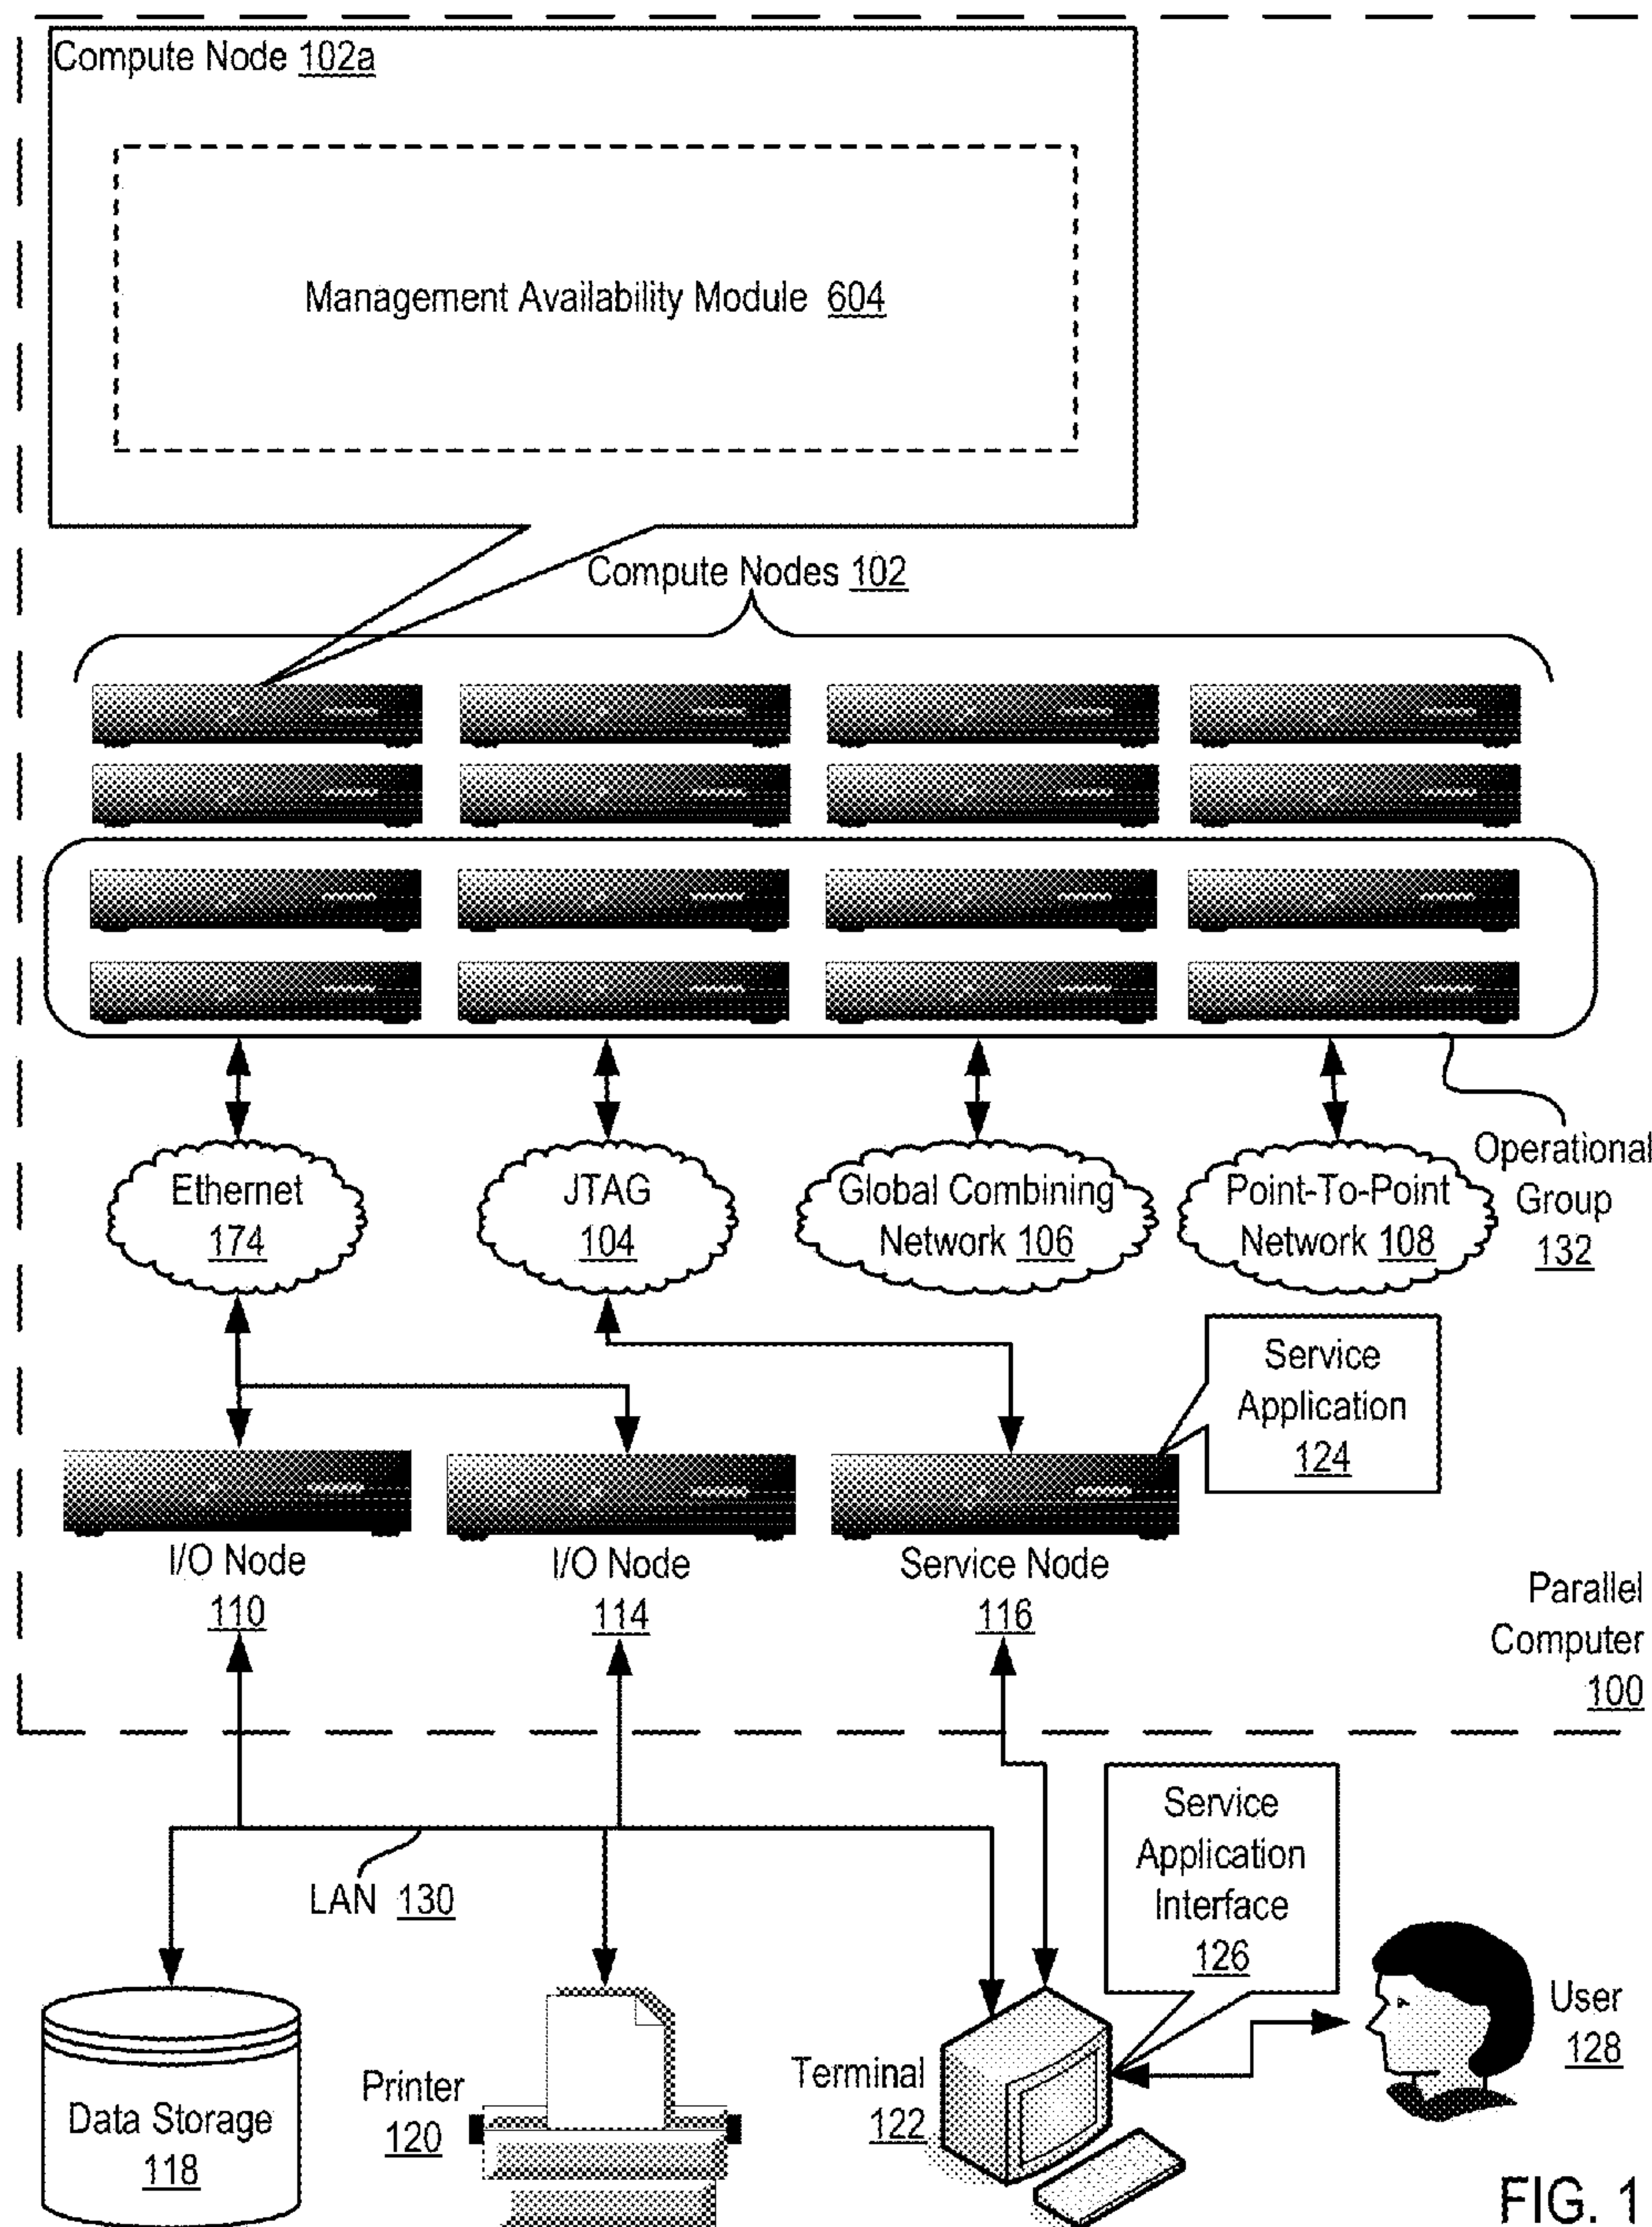 Compute Node 102a
Management Availability Module 604
Compute Nodes 102
Ethernet
174
JTAG
104
Global Combining
Network 106
Point-To-Point
Network 108
Operational
Group
132
Service
Application
124
I/O Node
110
I/O Node
114
Service Node
116
Parallel
Computer
100
LAN 130
Service
Application
Interface
126
Data Storage
118
Printer
120
Terminal
122
User
128
FIG. 1